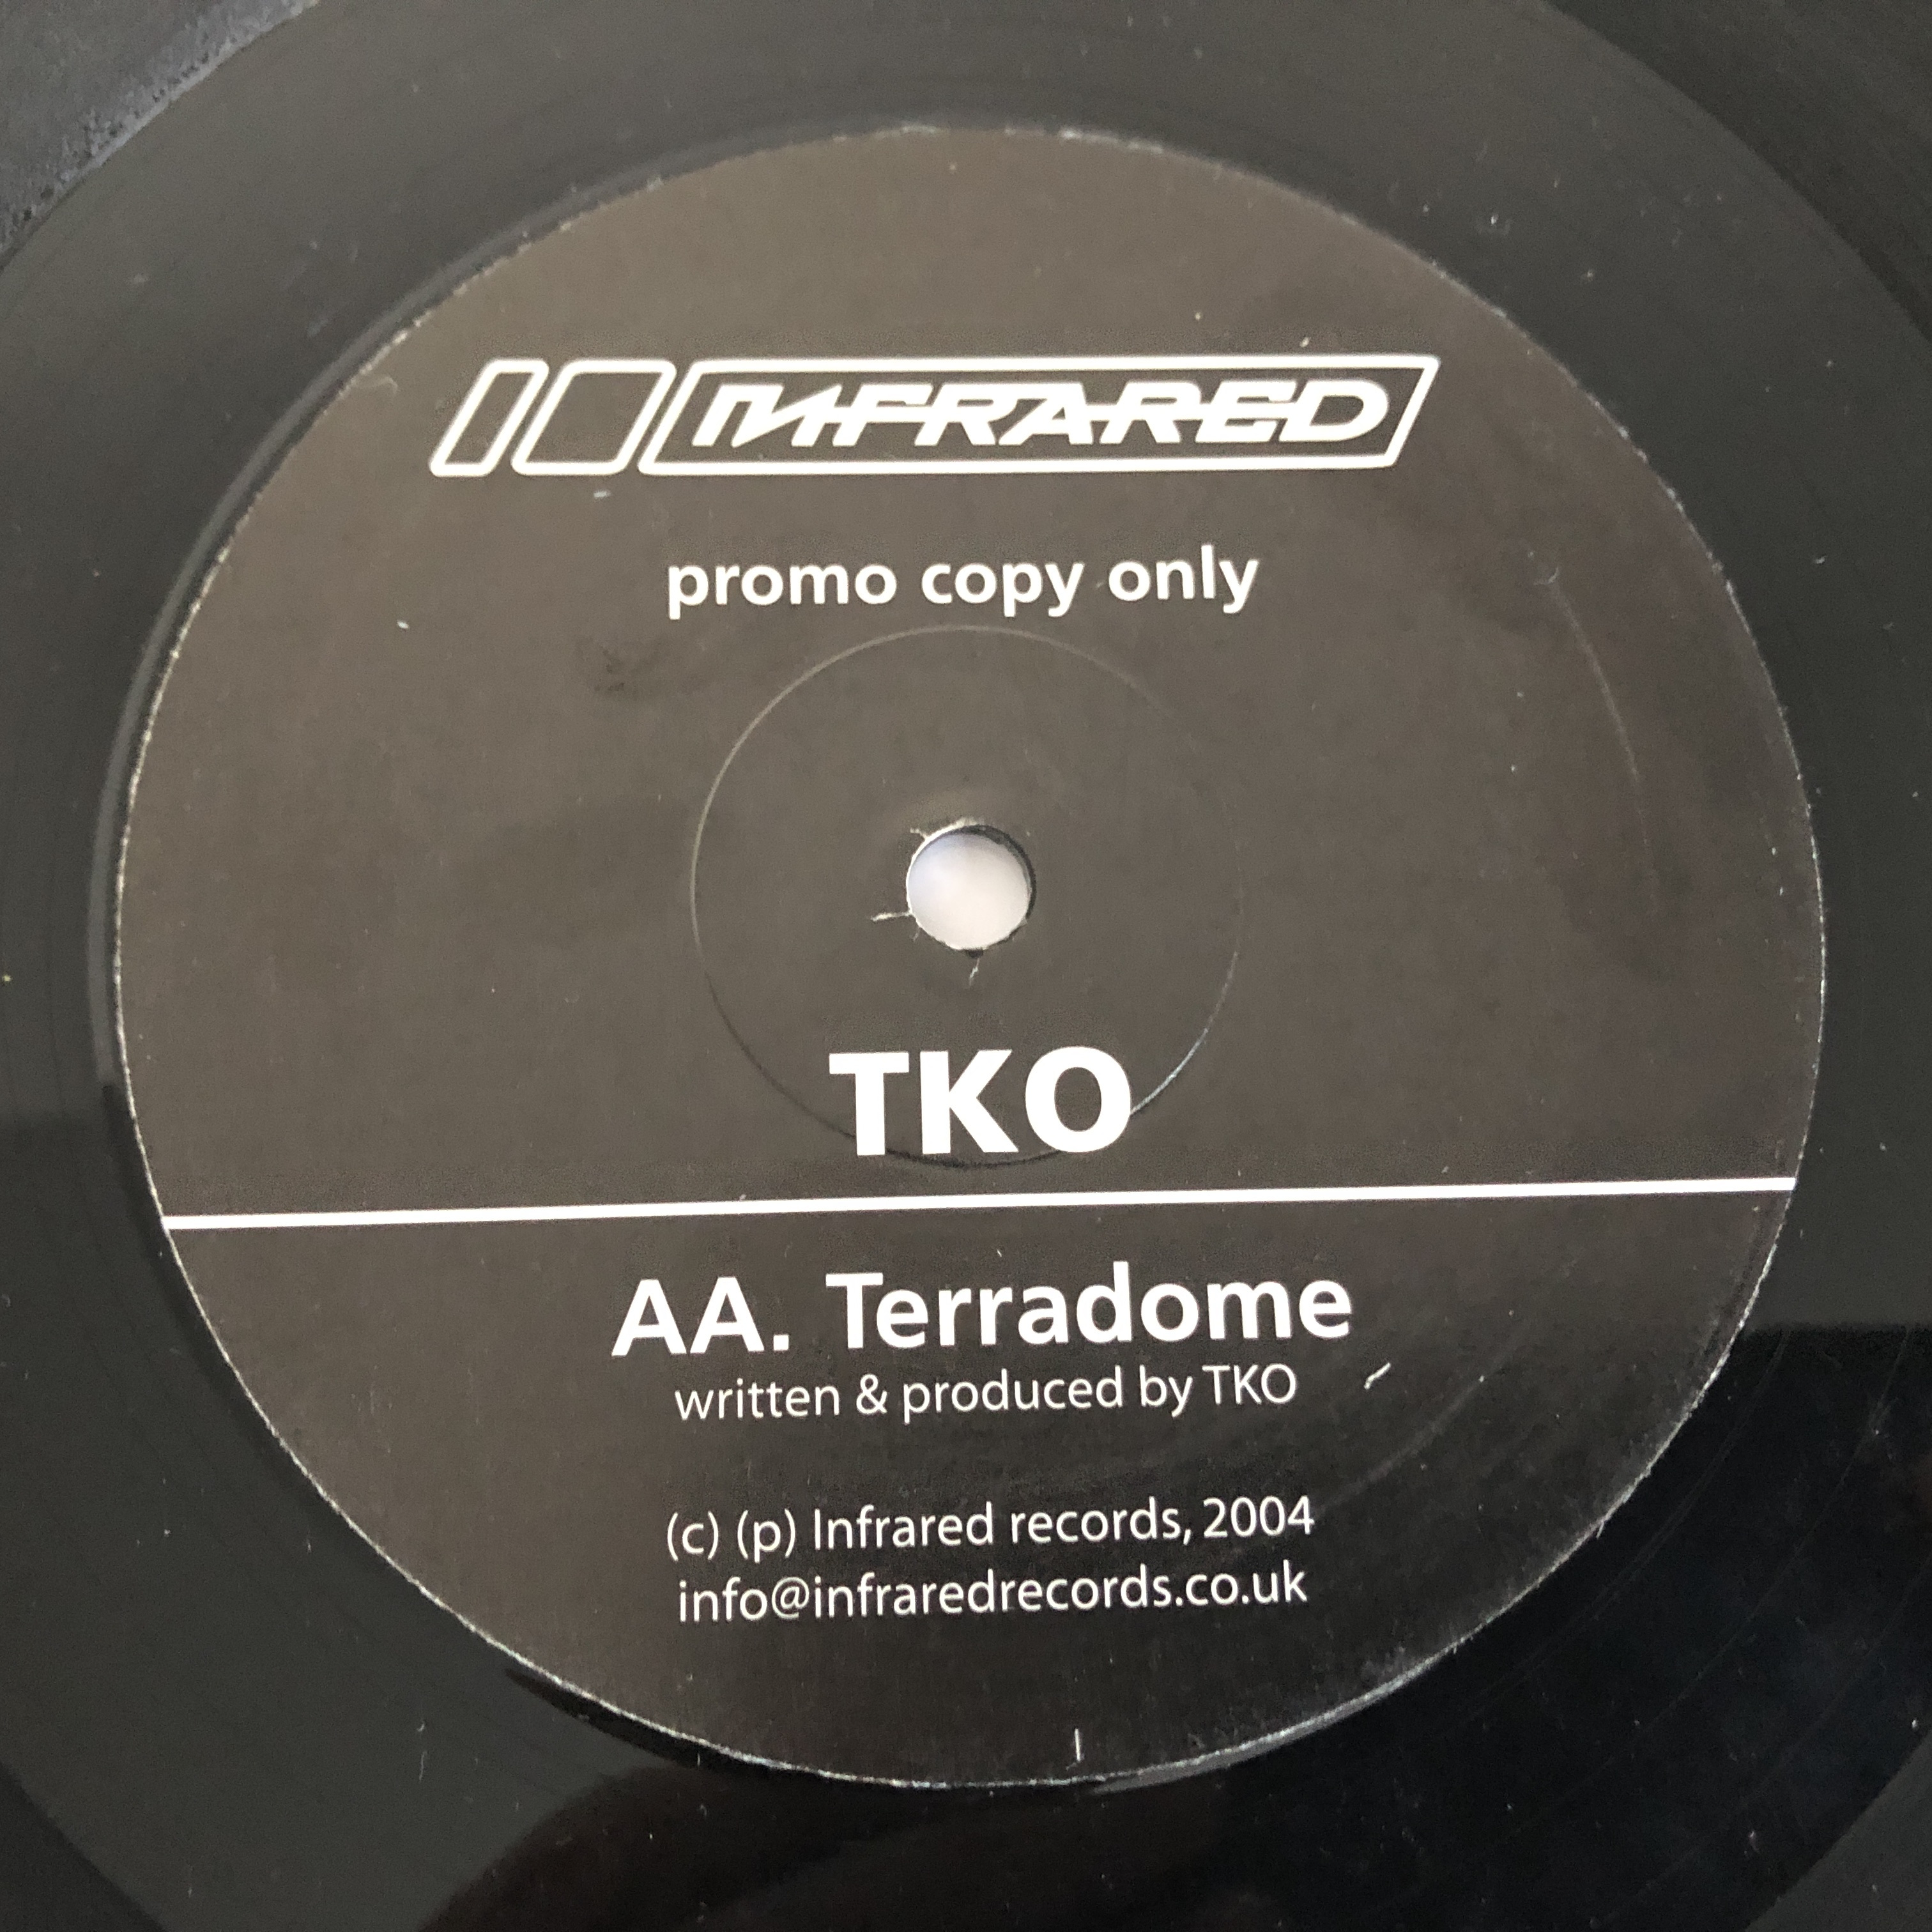 INFRARED
promo copy only
TKO
AA. Terradome
written & produced by TKO
(c) (p) Infrared records, 2004
info@infraredrecords.co.uk